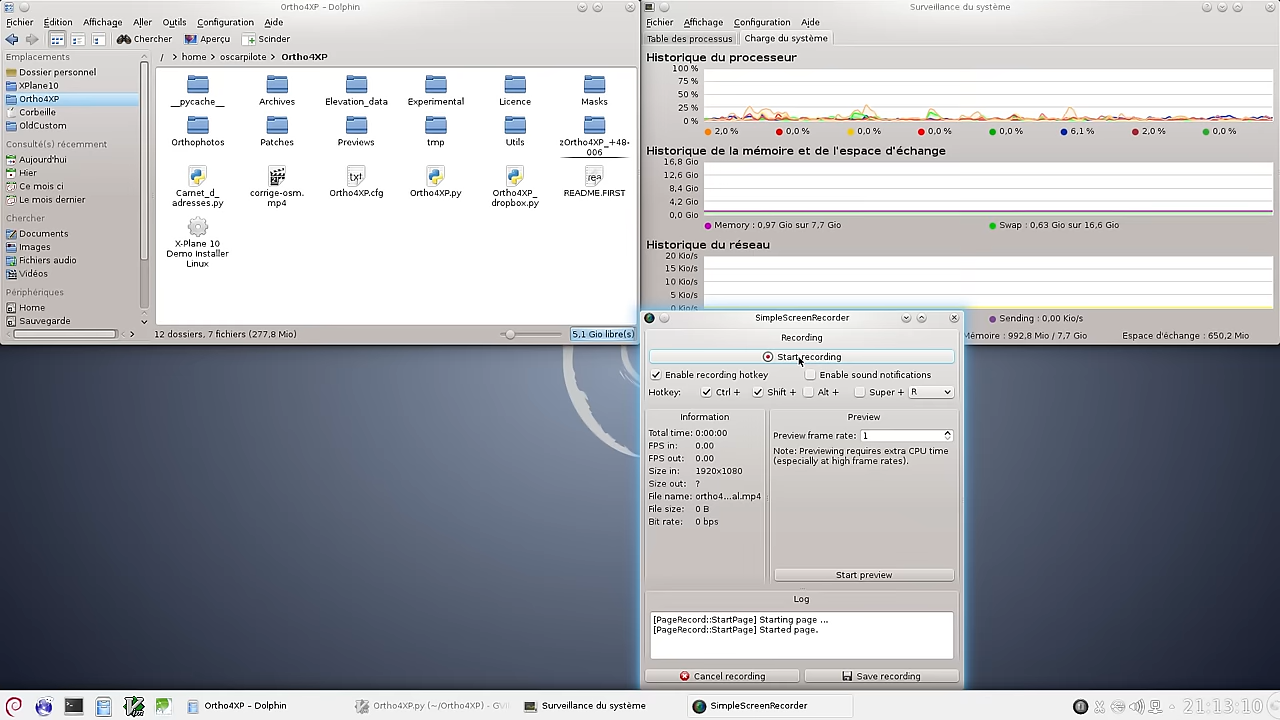 Ortho4XP – Dolphin
Fichier Édition Affichage Aller Outils Configuration Aide
Chercher Aperçu Scinder
Emplacements
Dossier personnel
XPlane10
Ortho4XP
Corbeille
OldCustom
Consulté(s) récemment
Aujourd'hui
Hier
Ce mois ci
Le mois dernier
Chercher
Documents
Images
Fichiers audio
Vidéos
Périphériques
Home
Sauvegarde
/ > home > oscarpilote > Ortho4XP
__pycache__ Archives Elevation_data Experimental Licence Masks
Orthophotos Patches Previews tmp Utils zOrtho4XP_+48-
006
Carnet_d_
adresses.py
corrige-osm.
mp4
Ortho4XP.cfg
Ortho4XP.py
Ortho4XP_
dropbox.py
README.FIRST
X-Plane 10
Demo Installer
Linux
12 dossiers, 7 fichiers (277,8 Mio) 5,1 Gio libre(s)
Surveillance du système
Fichier Affichage Configuration Aide
Table des processus Charge du système
Historique du processeur
100 %
75 %
50 %
25 %
0 %
2,0 % 0,0 % 0,0 % 0,0 % 0,0 % 6,1 % 2,0 % 0,0 %
Historique de la mémoire et de l'espace d'échange
16,8 Gio
12,6 Gio
8,4 Gio
4,2 Gio
0,0 Gio
Memory : 0,97 Gio sur 7,7 Gio Swap : 0,63 Gio sur 16,6 Gio
Historique du réseau
20 Kio/s
15 Kio/s
10 Kio/s
5 Kio/s
0 Kio/s
Sending : 0,00 Kio/s
Mémoire : 992,8 Mio / 7,7 Gio Espace d'échange : 650,2 Mio
SimpleScreenRecorder
Recording
Start recording
Enable recording hotkey Enable sound notifications
Hotkey: Ctrl + Shift + Alt + Super + R
Information
Total time: 0:00:00
FPS in: 0.00
FPS out: 0.00
Size in: 1920x1080
Size out: ?
File name: ortho4...al.mp4
File size: 0 B
Bit rate: 0 bps
Preview
Preview frame rate: 1
Note: Previewing requires extra CPU time
(especially at high frame rates).
Start preview
Log
[PageRecord::StartPage] Starting page ...
[PageRecord::StartPage] Started page.
Cancel recording Save recording
Ortho4XP – Dolphin Ortho4XP.py (~/Ortho4XP) - GV Surveillance du système SimpleScreenRecorder 21:13:10